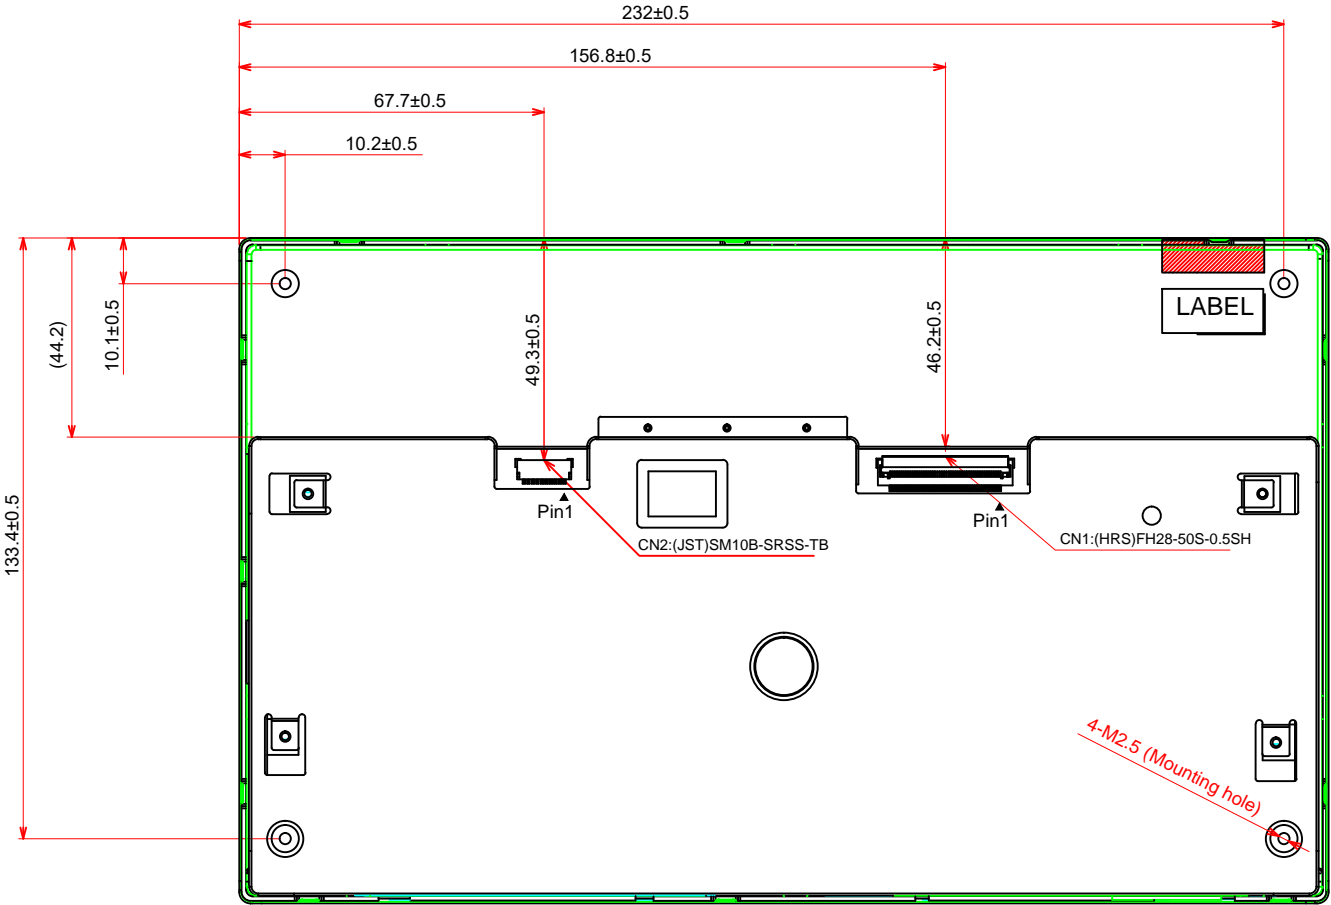 232±0.5
156.8±0.5
67.7±0.5
10.2±0.5
(44.2)
10.1±0.5
49.3±0.5
46.2±0.5
LABEL
133.4±0.5
Pin1
Pin1
CN2:(JST)SM10B-SRSS-TB
CN1:(HRS)FH28-50S-0.5SH
4-M2.5 (Mounting hole)